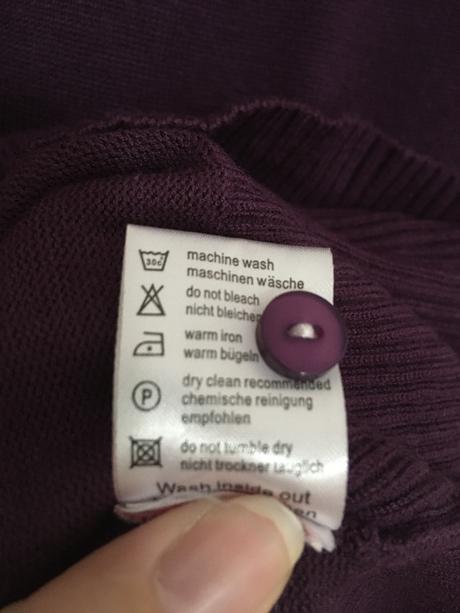 30c
machine wash
maschinen wäsche
do not bleach
nicht bleichen
warm iron
warm bügeln
P
dry clean recommended
chemische reinigung
empfohlen
do not tumble dry
nicht trockner tauglich
Wash inside out